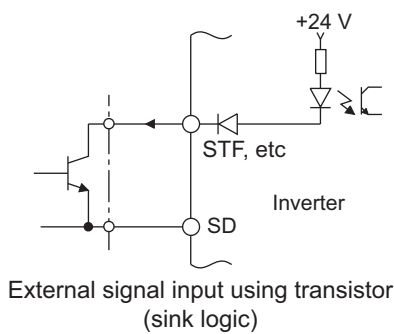 +24 V
STF, etc
Inverter
SD
External signal input using transistor
(sink logic)